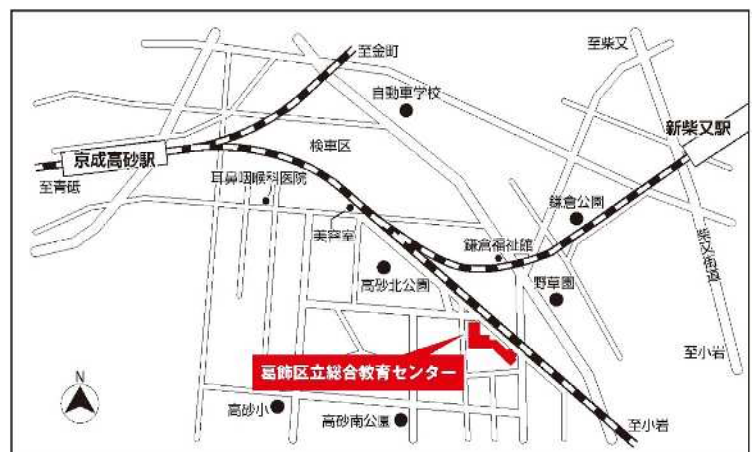 至金町
至柴又
自動車学校
新柴又駅
検車区
京成高砂駅
至青砥
耳鼻咽喉科医院
鎌倉公園
美容室
鎌倉福祉館
柴又街道
高砂北公園
野草園
至小岩
葛飾区立総合教育センター
N
高砂小
高砂南公園
至小岩